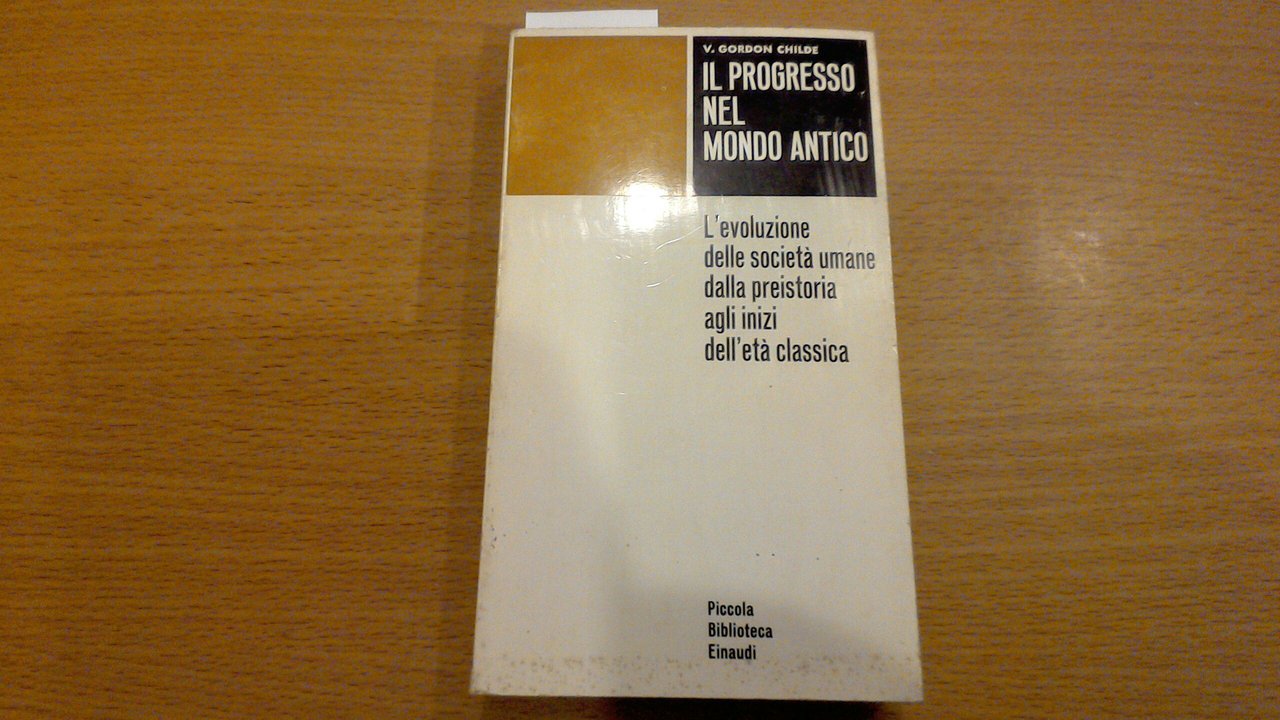 V. GORDON CHILDE
IL PROGRESSO
NEL
MONDO ANTICO
L'evoluzione
delle società umane
dalla preistoria
agli inizi
dell'età classica
Piccola
Biblioteca
Einaudi